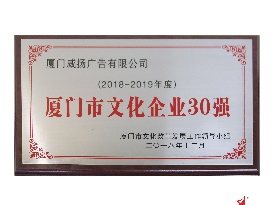 厦门威扬广告有限公司
(2018-2019年度)
厦门市文化企业30强
厦门市文化改革发展工作领导小组
二〇一八年十二月